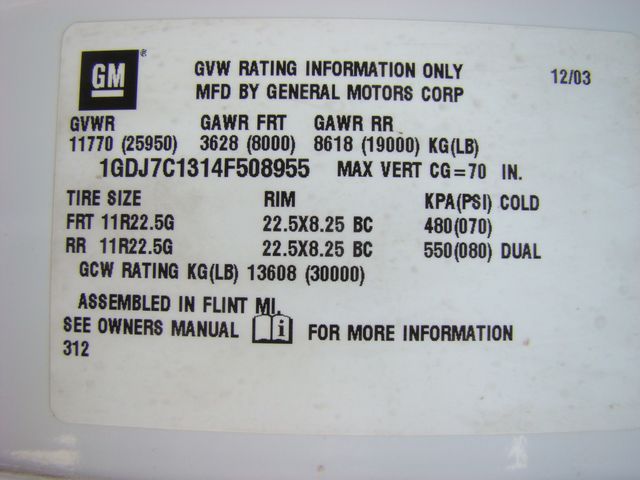 GM®
GVW RATING INFORMATION ONLY 12/03
MFD BY GENERAL MOTORS CORP
GVWR GAWR FRT GAWR RR
11770 (25950) 3628 (8000) 8618 (19000) KG(LB)
1GDJ7C1314F508955 MAX VERT CG=70 IN.
TIRE SIZE RIM KPA(PSI) COLD
FRT 11R22.5G 22.5X8.25 BC 480(070)
RR 11R22.5G 22.5X8.25 BC 550(080) DUAL
GCW RATING KG(LB) 13608 (30000)
ASSEMBLED IN FLINT MI.
SEE OWNERS MANUAL i FOR MORE INFORMATION
312